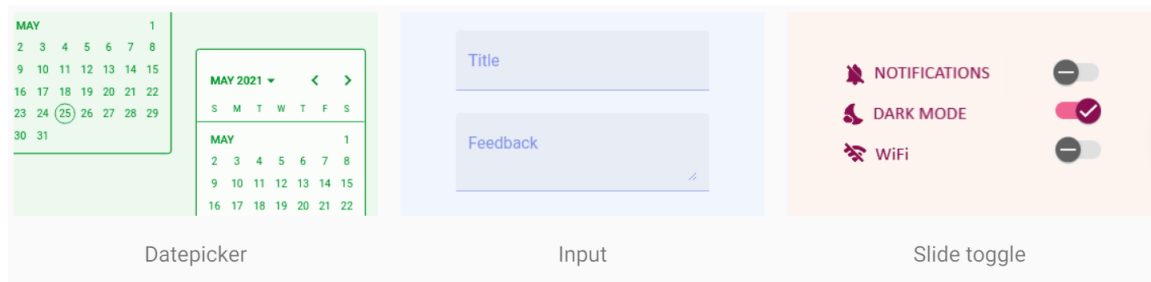 MAY 1
2 3 4 5 6 7 8
9 10 11 12 13 14 15
16 17 18 19 20 21 22
23 24 25 26 27 28 29
30 31
MAY 2021
S M T W T F S
MAY 1
2 3 4 5 6 7 8
9 10 11 12 13 14 15
16 17 18 19 20 21 22
Datepicker
Title
Feedback
Input
NOTIFICATIONS
DARK MODE
WiFi
Slide toggle